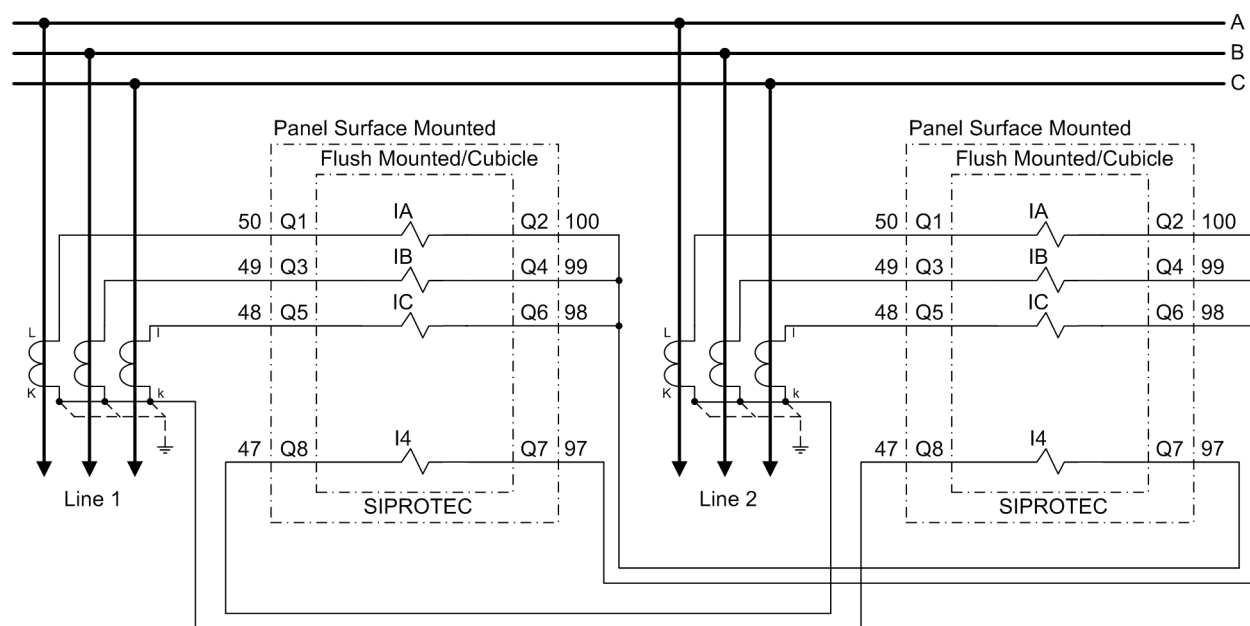 A
B
C
Panel Surface Mounted
Flush Mounted/Cubicle
50 Q1 IA Q2 100
49 Q3 IB Q4 99
48 Q5 IC Q6 98
L l
K k
47 Q8 I4 Q7 97
Line 1
SIPROTEC
Panel Surface Mounted
Flush Mounted/Cubicle
50 Q1 IA Q2 100
49 Q3 IB Q4 99
48 Q5 IC Q6 98
L l
K k
47 Q8 I4 Q7 97
Line 2
SIPROTEC